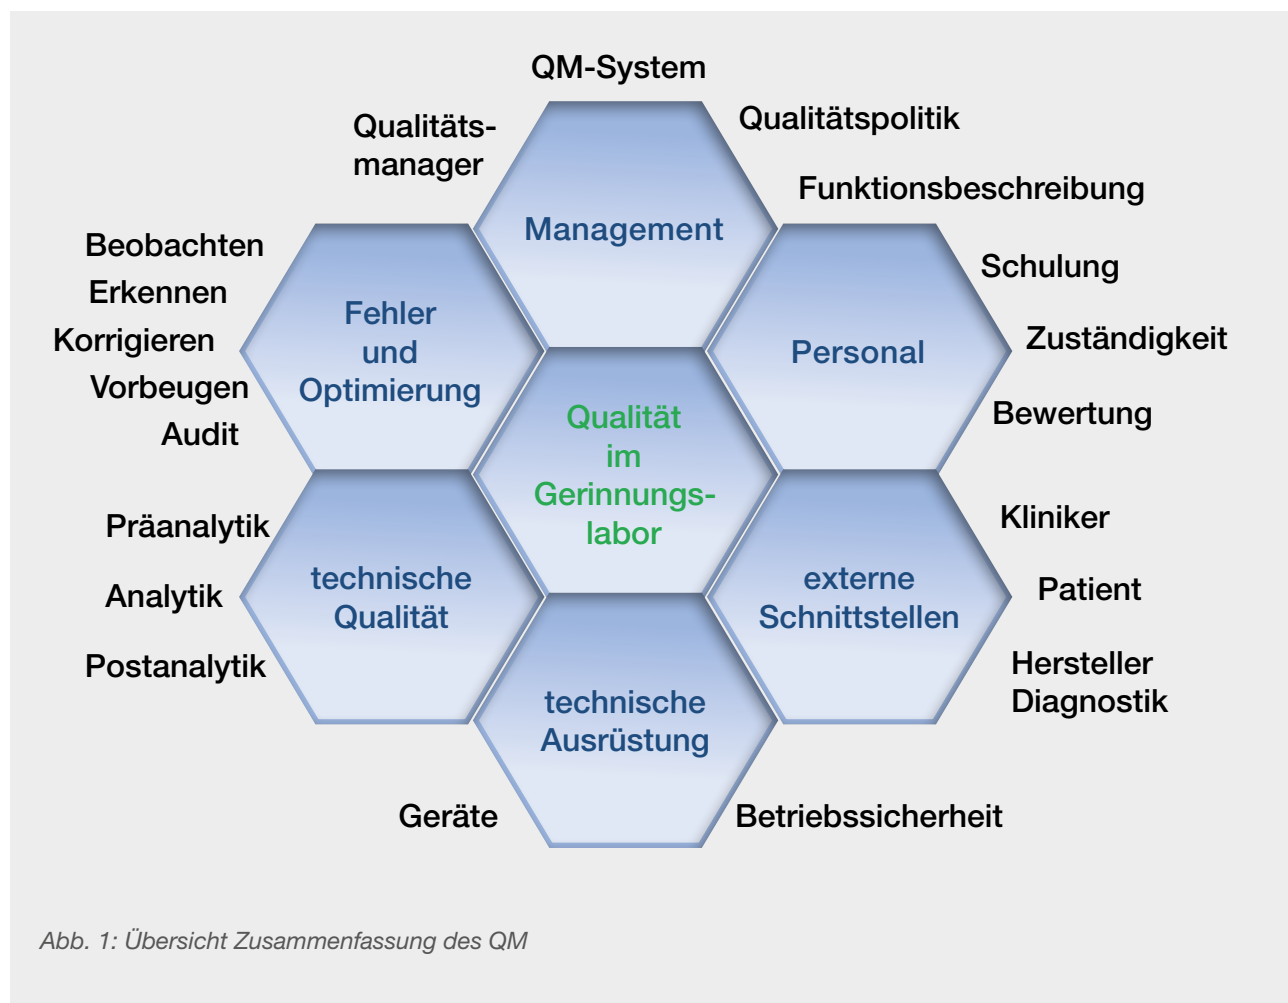 QM-System
Qualitäts-
manager
Qualitätspolitik
Management
Funktionsbeschreibung
Schulung
Zuständigkeit
Bewertung
Personal
Beobachten
Erkennen
Korrigieren
Vorbeugen
Audit
Fehler
und
Optimierung
Qualität
im
Gerinnungs-
labor
Präanalytik
Analytik
Postanalytik
technische
Qualität
externe
Schnittstellen
Kliniker
Patient
Hersteller
Diagnostik
technische
Ausrüstung
Geräte
Betriebssicherheit
Abb. 1: Übersicht Zusammenfassung des QM